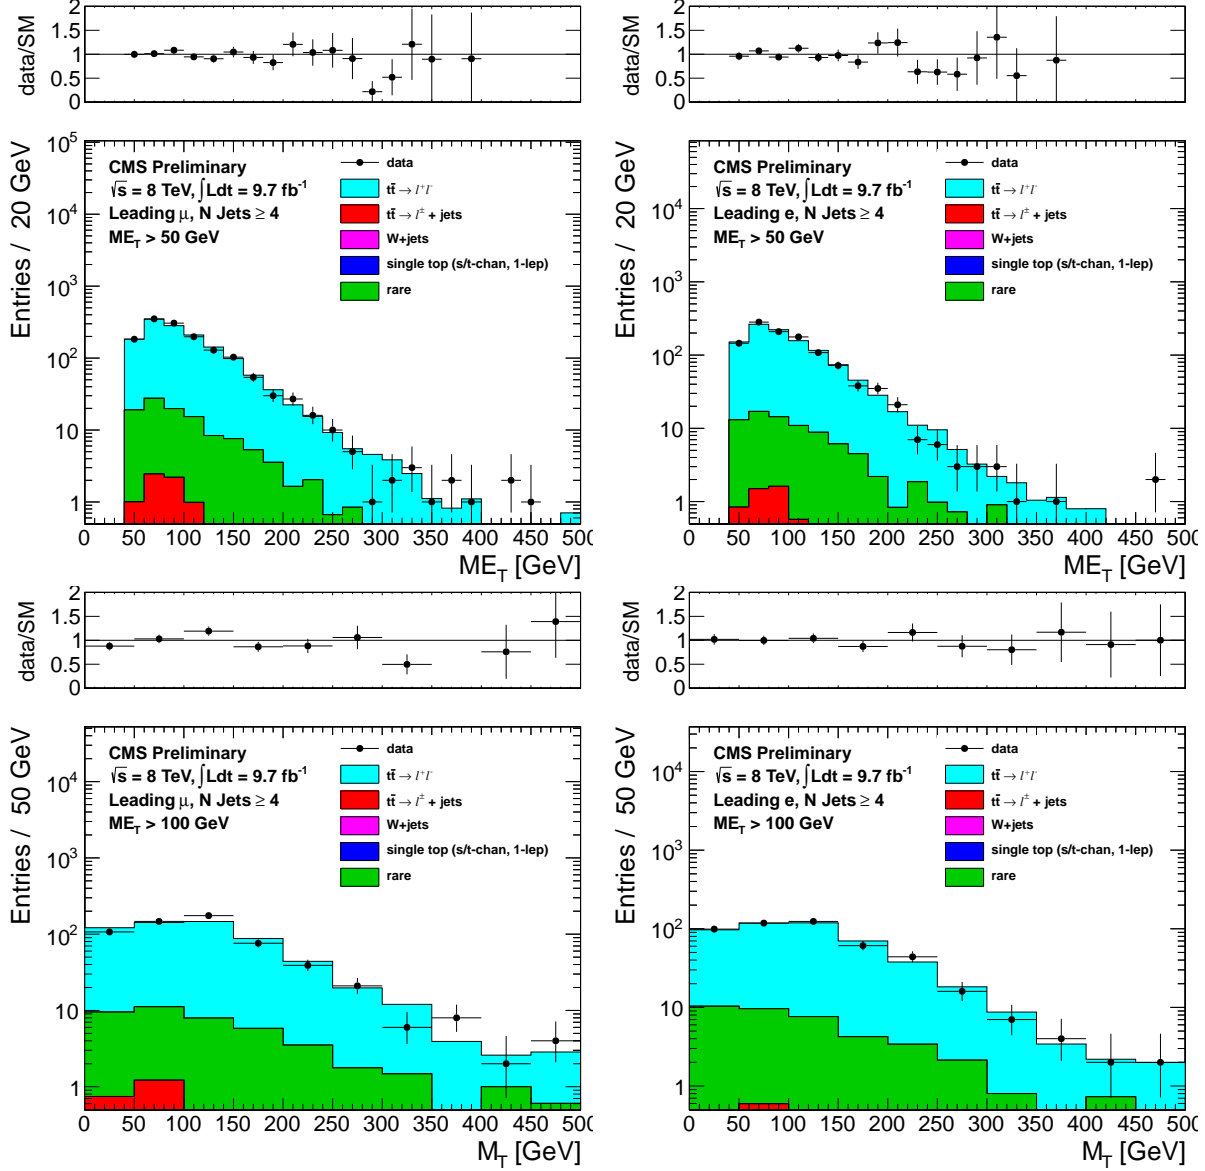 data/SM
2
1.5
1
0.5
0
Entries / 20 GeV
10⁵
10⁴
10³
10²
10
1
CMS Preliminary
√s = 8 TeV, ∫Ldt = 9.7 fb⁻¹
Leading μ, N Jets ≥ 4
ME_T > 50 GeV
data
tt̄ → l⁺l⁻
tt̄ → l± + jets
W+jets
single top (s/t-chan, 1-lep)
rare
0 50 100 150 200 250 300 350 400 450 500
ME_T [GeV]
data/SM
2
1.5
1
0.5
0
Entries / 20 GeV
10⁴
10³
10²
10
1
CMS Preliminary
√s = 8 TeV, ∫Ldt = 9.7 fb⁻¹
Leading e, N Jets ≥ 4
ME_T > 50 GeV
data
tt̄ → l⁺l⁻
tt̄ → l± + jets
W+jets
single top (s/t-chan, 1-lep)
rare
0 50 100 150 200 250 300 350 400 450 500
ME_T [GeV]
data/SM
2
1.5
1
0.5
0
Entries / 50 GeV
10⁴
10³
10²
10
1
CMS Preliminary
√s = 8 TeV, ∫Ldt = 9.7 fb⁻¹
Leading μ, N Jets ≥ 4
ME_T > 100 GeV
data
tt̄ → l⁺l⁻
tt̄ → l± + jets
W+jets
single top (s/t-chan, 1-lep)
rare
0 50 100 150 200 250 300 350 400 450 500
M_T [GeV]
data/SM
2
1.5
1
0.5
0
Entries / 50 GeV
10⁴
10³
10²
10
1
CMS Preliminary
√s = 8 TeV, ∫Ldt = 9.7 fb⁻¹
Leading e, N Jets ≥ 4
ME_T > 100 GeV
data
tt̄ → l⁺l⁻
tt̄ → l± + jets
W+jets
single top (s/t-chan, 1-lep)
rare
0 50 100 150 200 250 300 350 400 450 500
M_T [GeV]